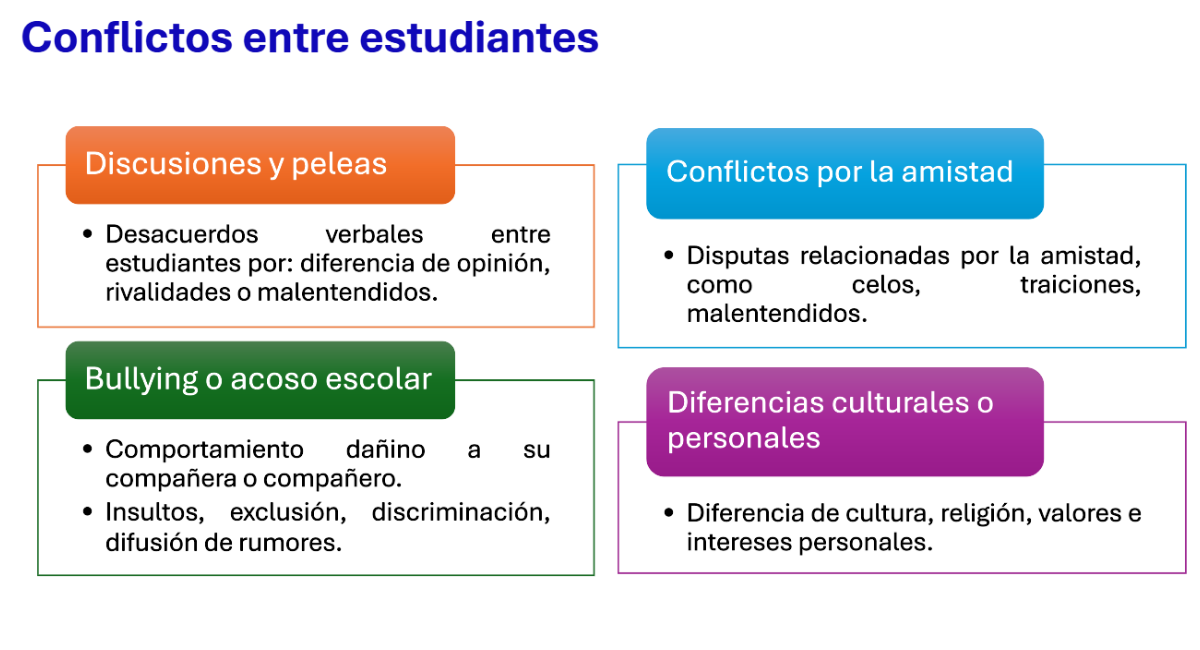 Conflictos entre estudiantes
Discusiones y peleas
• Desacuerdos verbales entre
estudiantes por: diferencia de opinión,
rivalidades o malentendidos.
Conflictos por la amistad
• Disputas relacionadas por la amistad,
como celos, traiciones,
malentendidos.
Bullying o acoso escolar
• Comportamiento dañino a su
compañera o compañero.
• Insultos, exclusión, discriminación,
difusión de rumores.
Diferencias culturales o
personales
• Diferencia de cultura, religión, valores e
intereses personales.